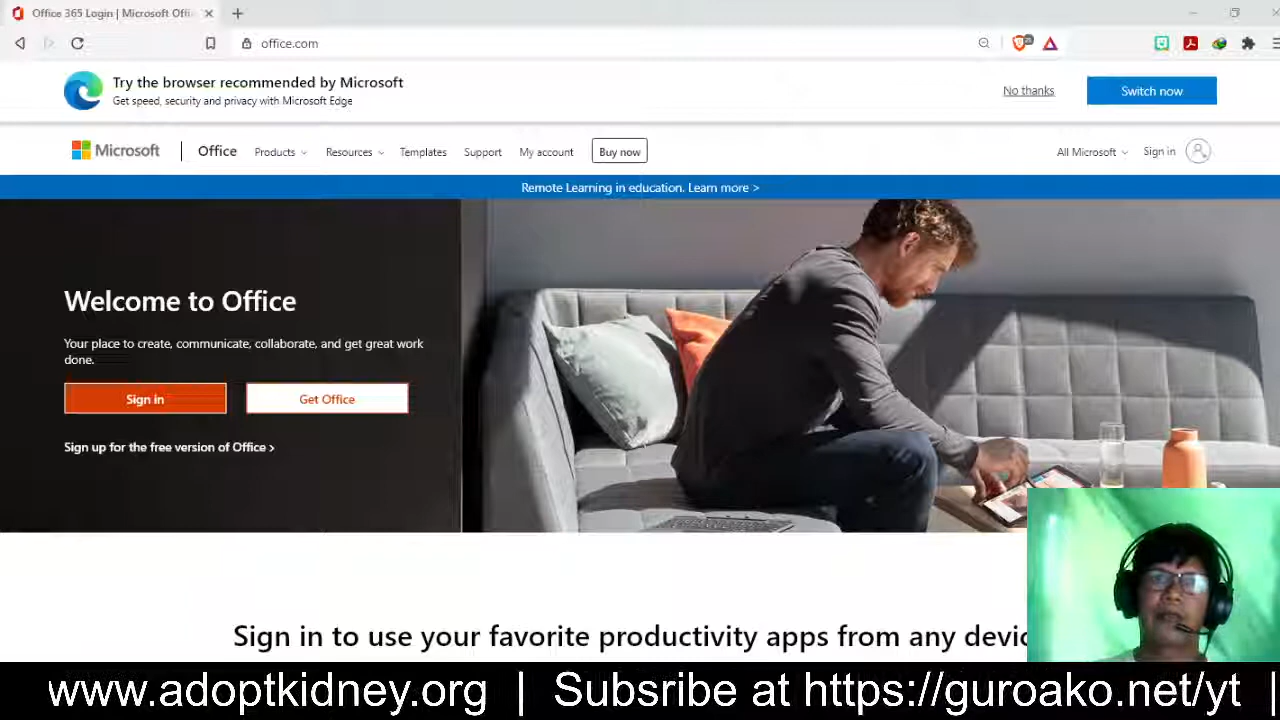 Office 365 Login | Microsoft Offi
office.com
25
Try the browser recommended by Microsoft
Get speed, security and privacy with Microsoft Edge
No thanks
Switch now
Microsoft
Office
Products
Resources
Templates
Support
My account
Buy now
All Microsoft
Sign in
Remote Learning in education. Learn more >
Welcome to Office
Your place to create, communicate, collaborate, and get great work
done.
Sign in
Get Office
Sign up for the free version of Office >
Sign in to use your favorite productivity apps from any devic
www.adoptkidney.org | Subsribe at https://guroako.net/yt |